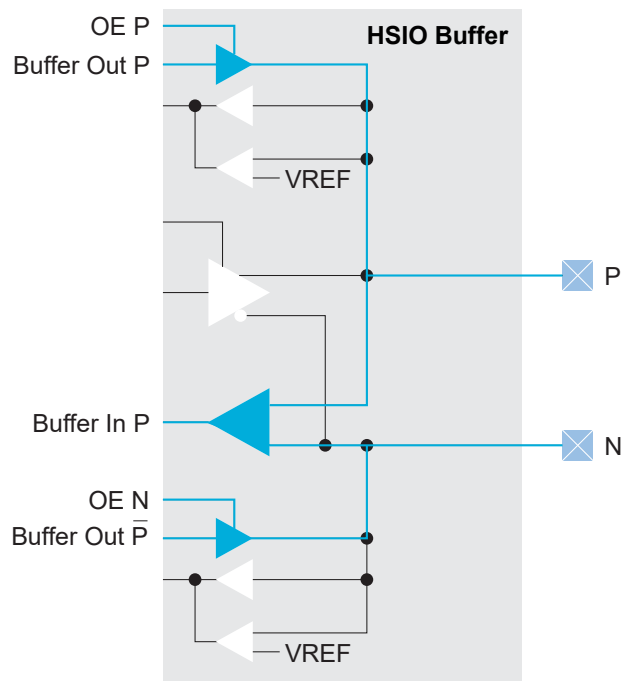 OE P
HSIO Buffer
Buffer Out P
VREF
P
Buffer In P
N
OE N
Buffer Out P̅
VREF